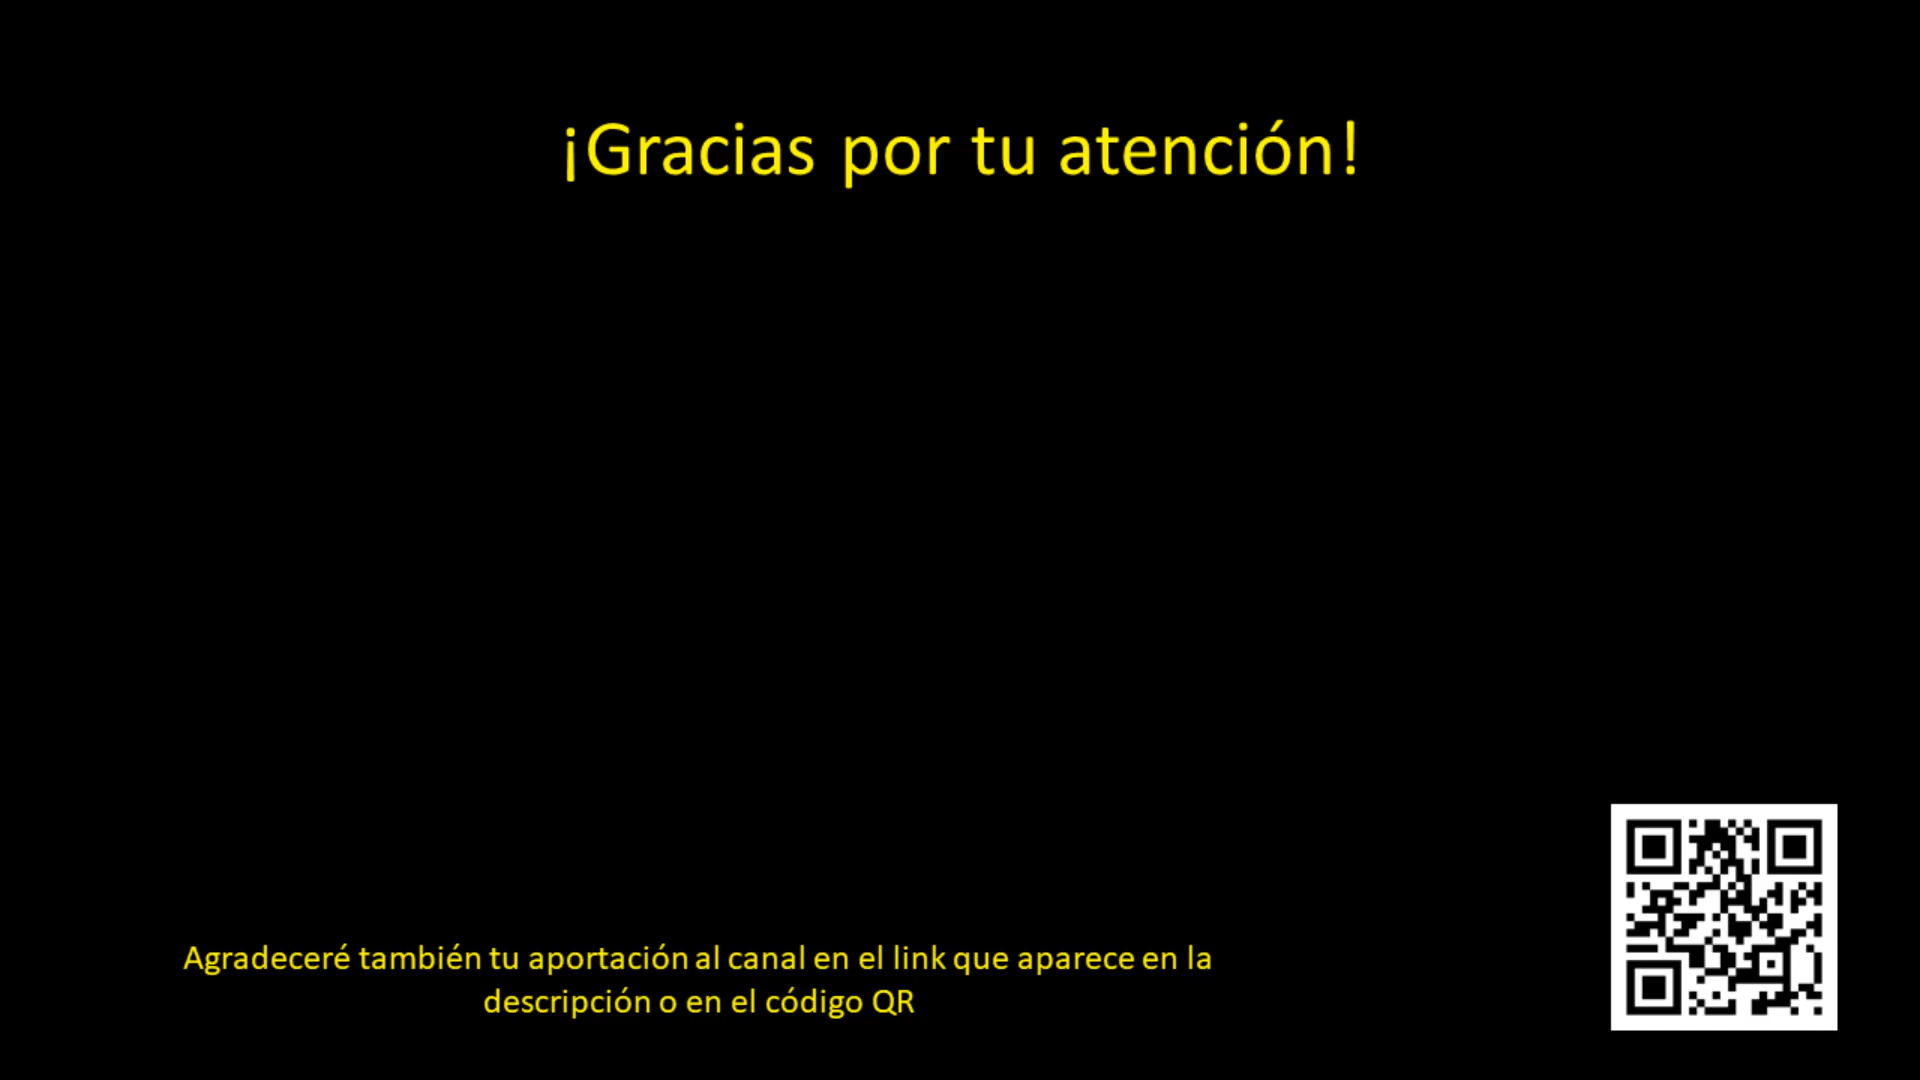 ¡Gracias por tu atención!
Agradeceré también tu aportación al canal en el link que aparece en la
descripción o en el código QR